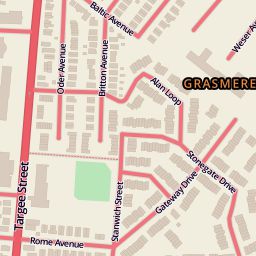 Baltic Avenue
Weser Ave
Oder Avenue
Britton Avenue
Alan Loop
GRASMERE
Targee Street
Stanwich Street
Stonegate Drive
Gateway Drive
Rome Avenue